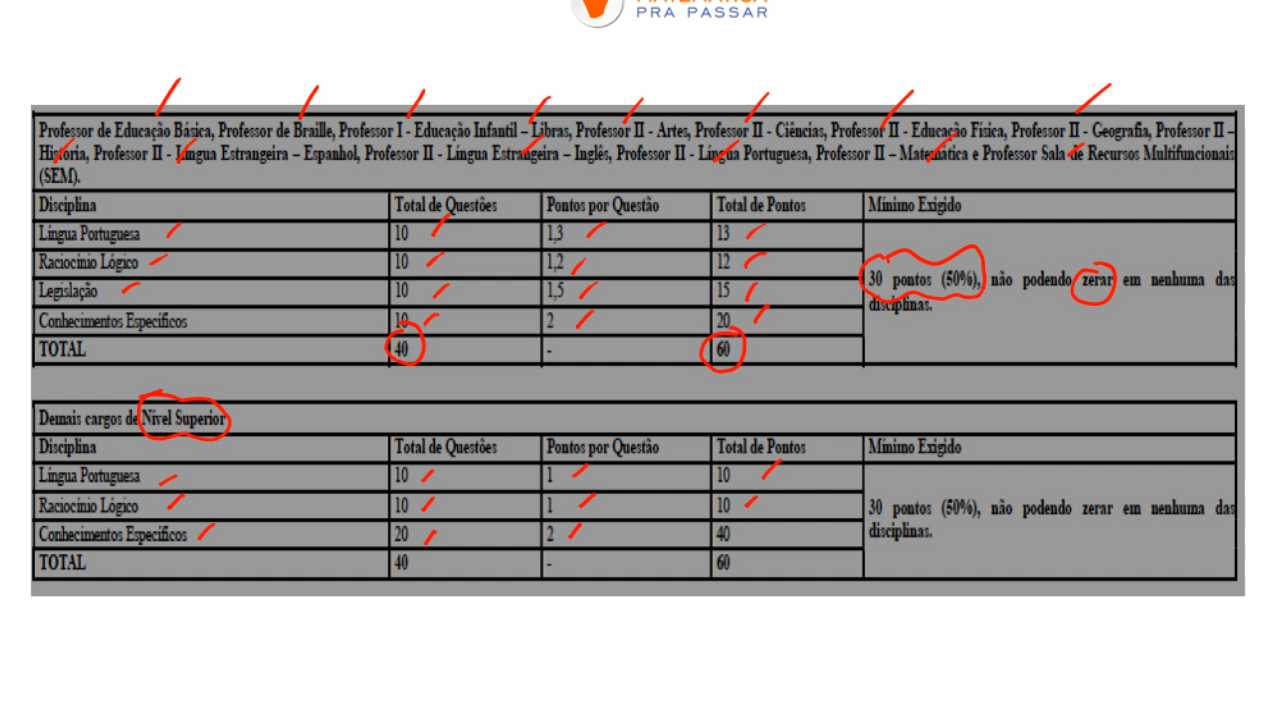 PRA PASSAR
Professor de Educação Básica, Professor de Braille, Professor I - Educação Infantil – Libras, Professor II - Artes, Professor II - Ciências, Professor II - Educação Física, Professor II - Geografia, Professor II –
História, Professor II - Língua Estrangeira – Espanhol, Professor II - Língua Estrangeira – Inglês, Professor II - Língua Portuguesa, Professor II – Matemática e Professor Sala de Recursos Multifuncionais
(SEM).
Disciplina Total de Questões Pontos por Questão Total de Pontos Mínimo Exigido
Língua Portuguesa 10 1,3 13
Raciocínio Lógico 10 1,2 12
30 pontos (50%), não podendo zerar em nenhuma das
Legislação 10 1,5 15
disciplinas.
Conhecimentos Específicos 10 2 20
TOTAL 40 - 60
Demais cargos de Nível Superior
Disciplina Total de Questões Pontos por Questão Total de Pontos Mínimo Exigido
Língua Portuguesa 10 1 10
Raciocínio Lógico 10 1 10
30 pontos (50%), não podendo zerar em nenhuma das
Conhecimentos Específicos 20 2 40
disciplinas.
TOTAL 40 - 60